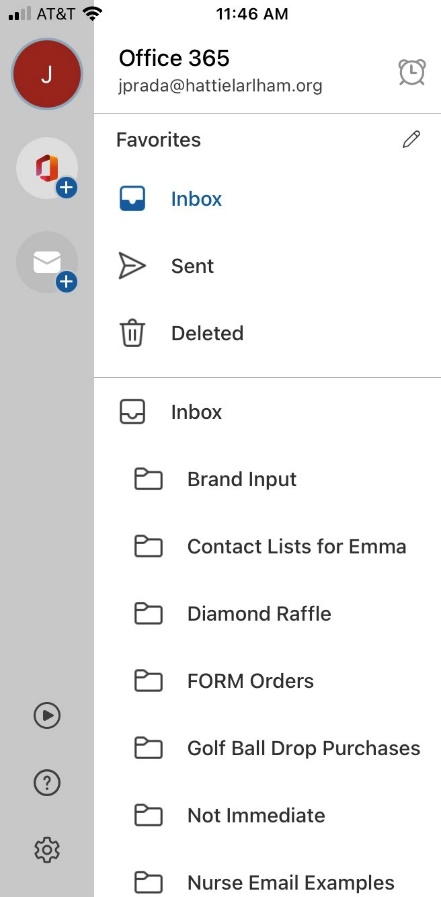 AT&T
11:46 AM
J
Office 365
jprada@hattielarlham.org
Favorites
Inbox
Sent
Deleted
Inbox
Brand Input
Contact Lists for Emma
Diamond Raffle
FORM Orders
Golf Ball Drop Purchases
Not Immediate
Nurse Email Examples